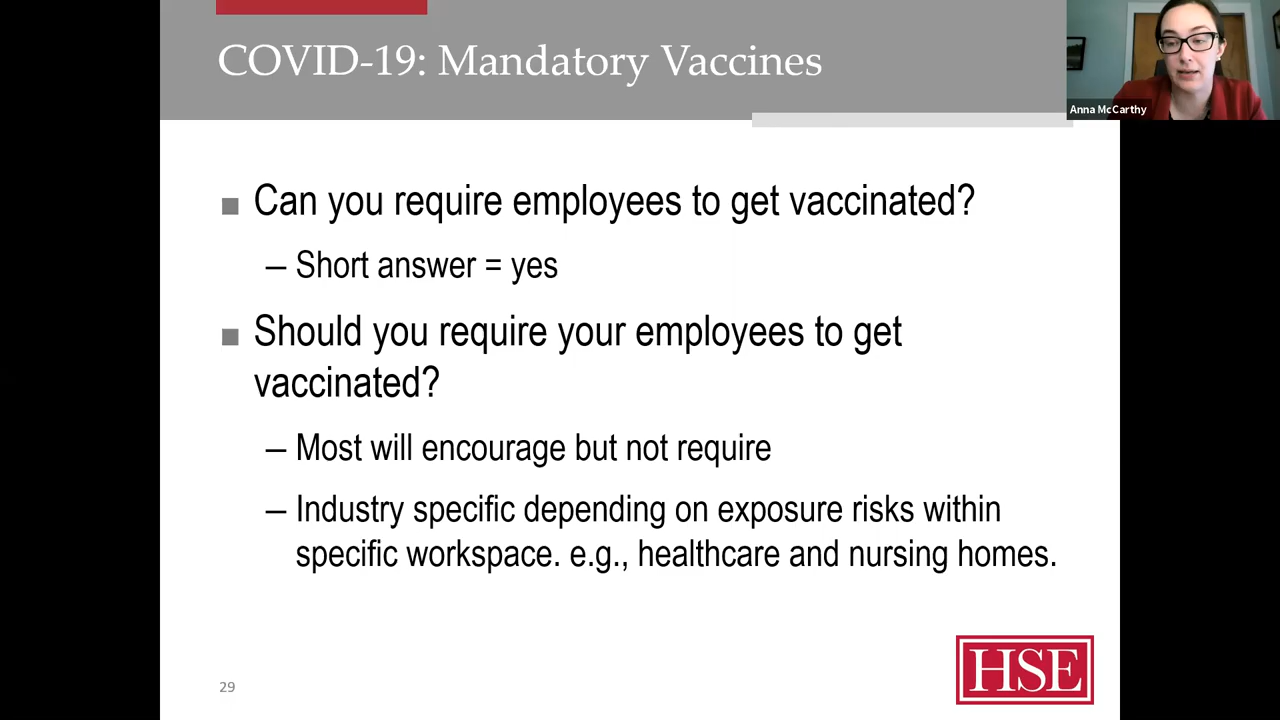 COVID-19: Mandatory Vaccines
Anna McCarthy
■ Can you require employees to get vaccinated?
– Short answer = yes
■ Should you require your employees to get
vaccinated?
– Most will encourage but not require
– Industry specific depending on exposure risks within
specific workspace. e.g., healthcare and nursing homes.
HSE
29